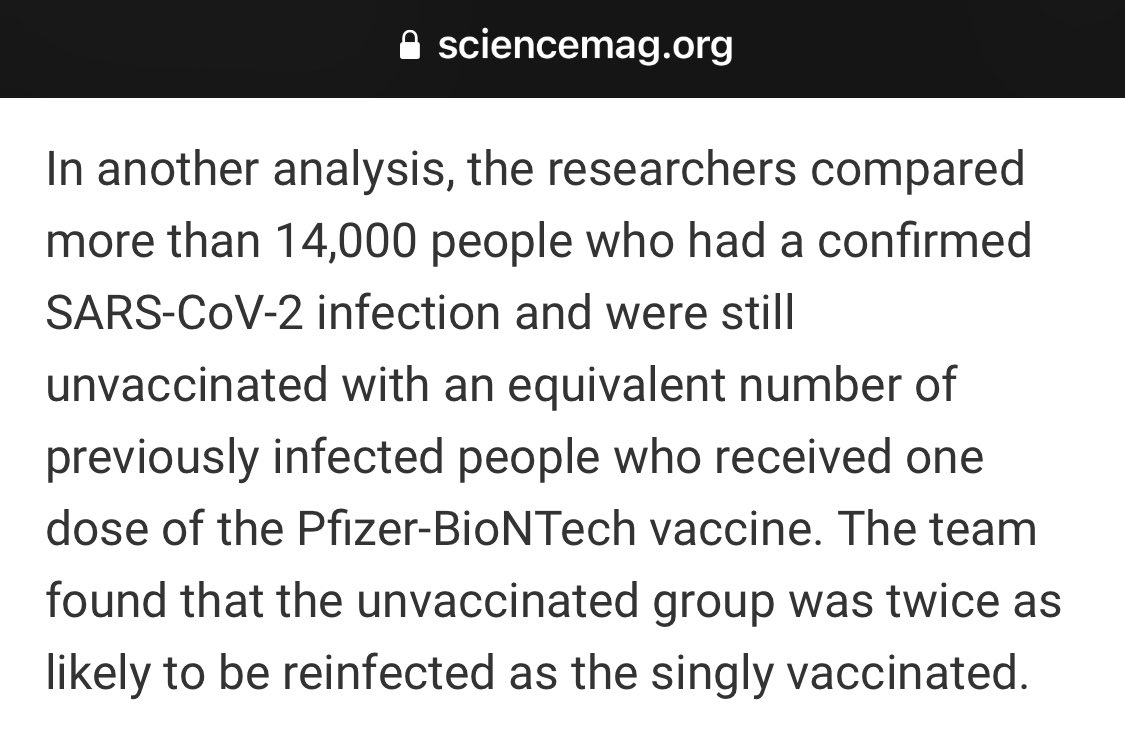 sciencemag.org
In another analysis, the researchers compared
more than 14,000 people who had a confirmed
SARS-CoV-2 infection and were still
unvaccinated with an equivalent number of
previously infected people who received one
dose of the Pfizer-BioNTech vaccine. The team
found that the unvaccinated group was twice as
likely to be reinfected as the singly vaccinated.